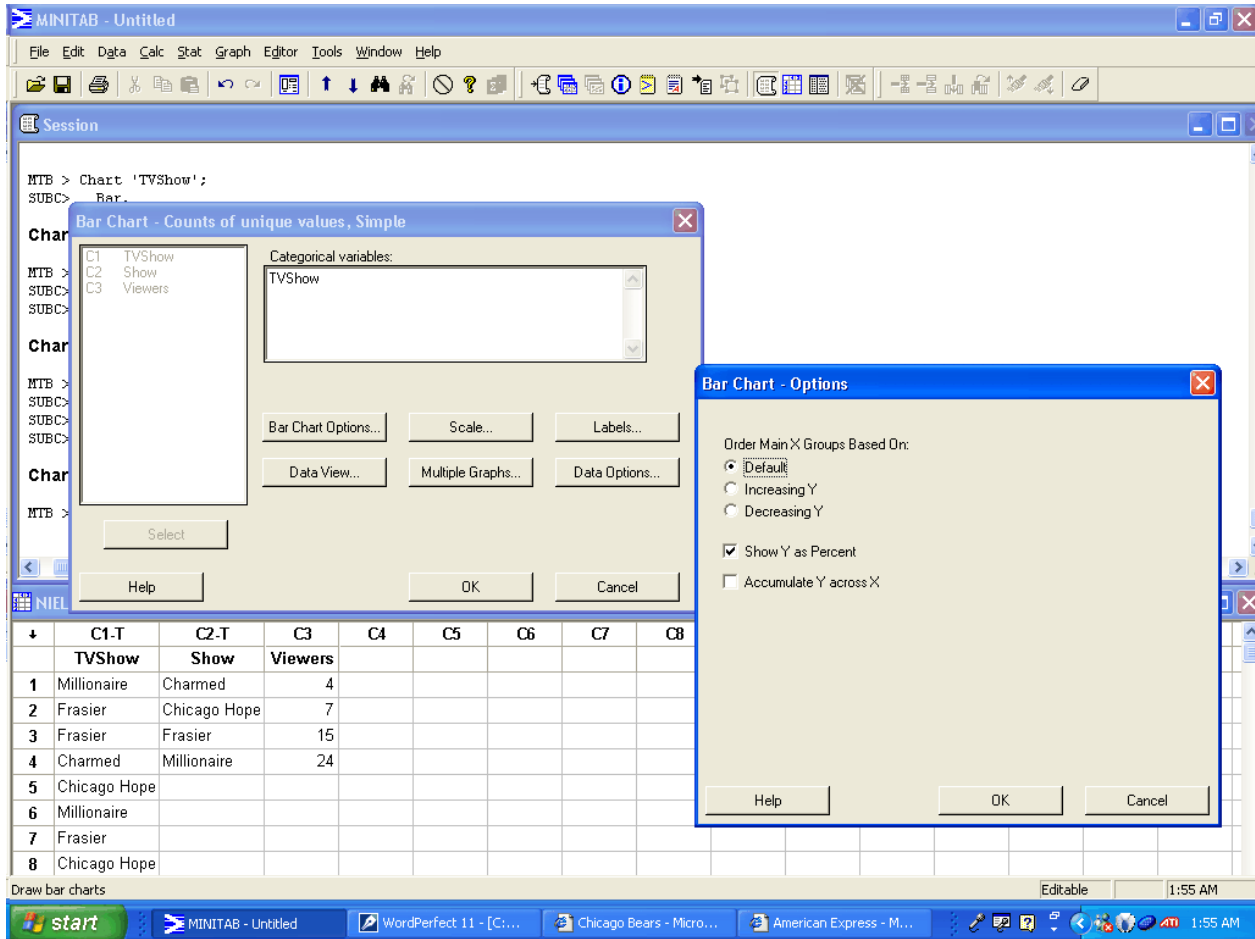 MINITAB - Untitled
File Edit Data Calc Stat Graph Editor Tools Window Help
Session
MTB > Chart 'TVShow';
SUBC> Bar.
Char
MTB >
SUBC>
SUBC>
Char
MTB >
SUBC>
SUBC>
SUBC>
Char
MTB >
Bar Chart - Counts of unique values, Simple
C1 TVShow
C2 Show
C3 Viewers
Categorical variables:
TVShow
Bar Chart Options... Scale... Labels...
Data View... Multiple Graphs... Data Options...
Select
Help OK Cancel
Bar Chart - Options
Order Main X Groups Based On:
Default
Increasing Y
Decreasing Y
Show Y as Percent
Accumulate Y across X
Help OK Cancel
NIEL
C1-T C2-T C3 C4 C5 C6 C7 C8
TVShow Show Viewers
1 Millionaire Charmed 4
2 Frasier Chicago Hope 7
3 Frasier Frasier 15
4 Charmed Millionaire 24
5 Chicago Hope
6 Millionaire
7 Frasier
8 Chicago Hope
Draw bar charts Editable 1:55 AM
start MINITAB - Untitled WordPerfect 11 - [C:... Chicago Bears - Micro... American Express - M... ATI 1:55 AM